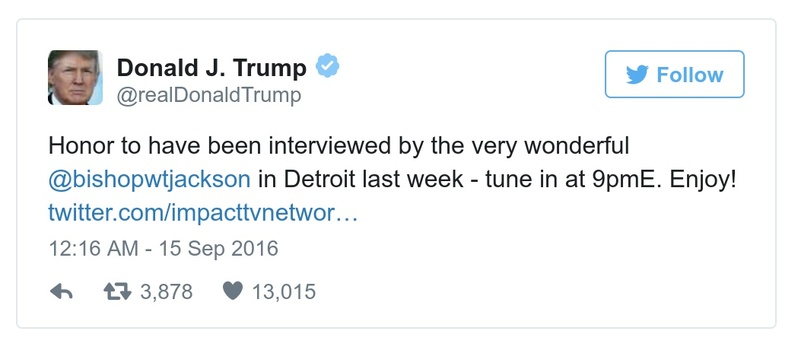 Donald J. Trump
@realDonaldTrump
Follow
Honor to have been interviewed by the very wonderful
@bishopwtjackson in Detroit last week - tune in at 9pmE. Enjoy!
twitter.com/impacttvnetwor…
12:16 AM - 15 Sep 2016
3,878 13,015